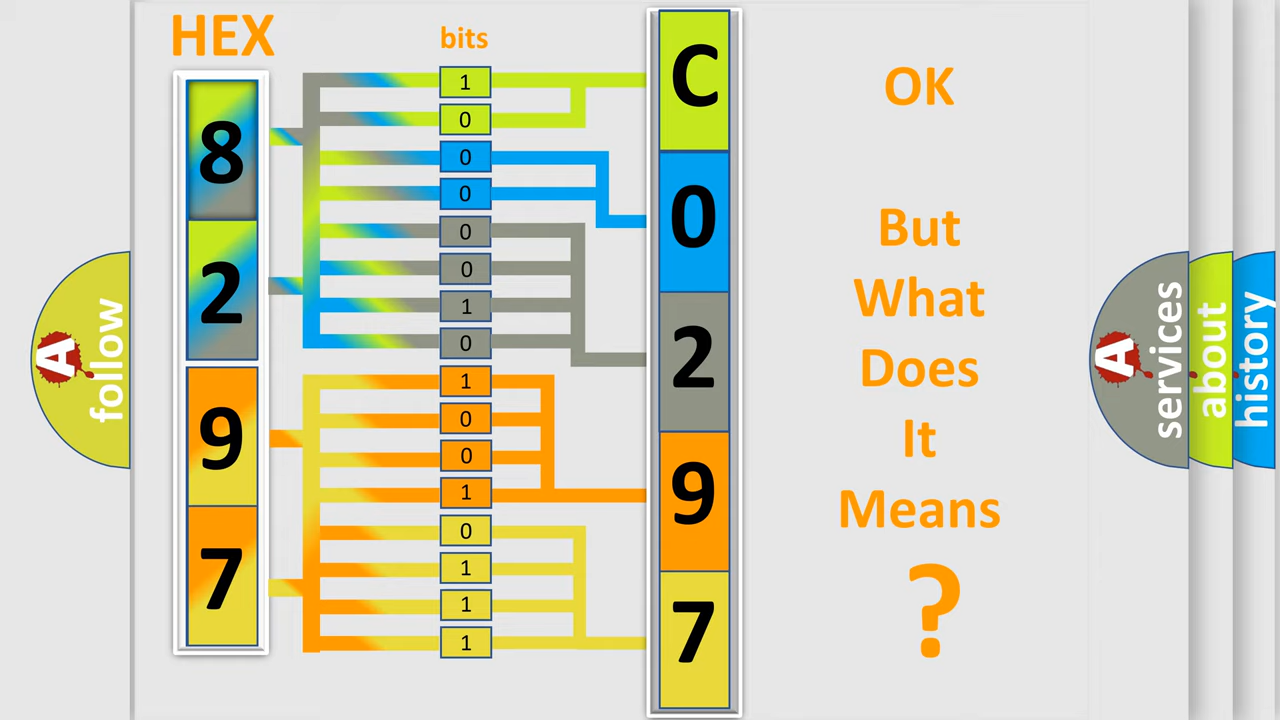 HEX
bits
8
2
9
7
1
0
0
0
0
0
1
0
1
0
0
1
0
1
1
1
C
0
2
9
7
OK
But
What
Does
It
Means
?
A
follow
A
services
about
history